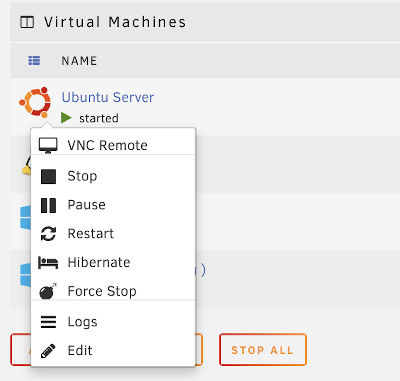 Virtual Machines
NAME
Ubuntu Server
started
VNC Remote
Stop
Pause
Restart
Hibernate
)
Force Stop
Logs
Edit
STOP ALL